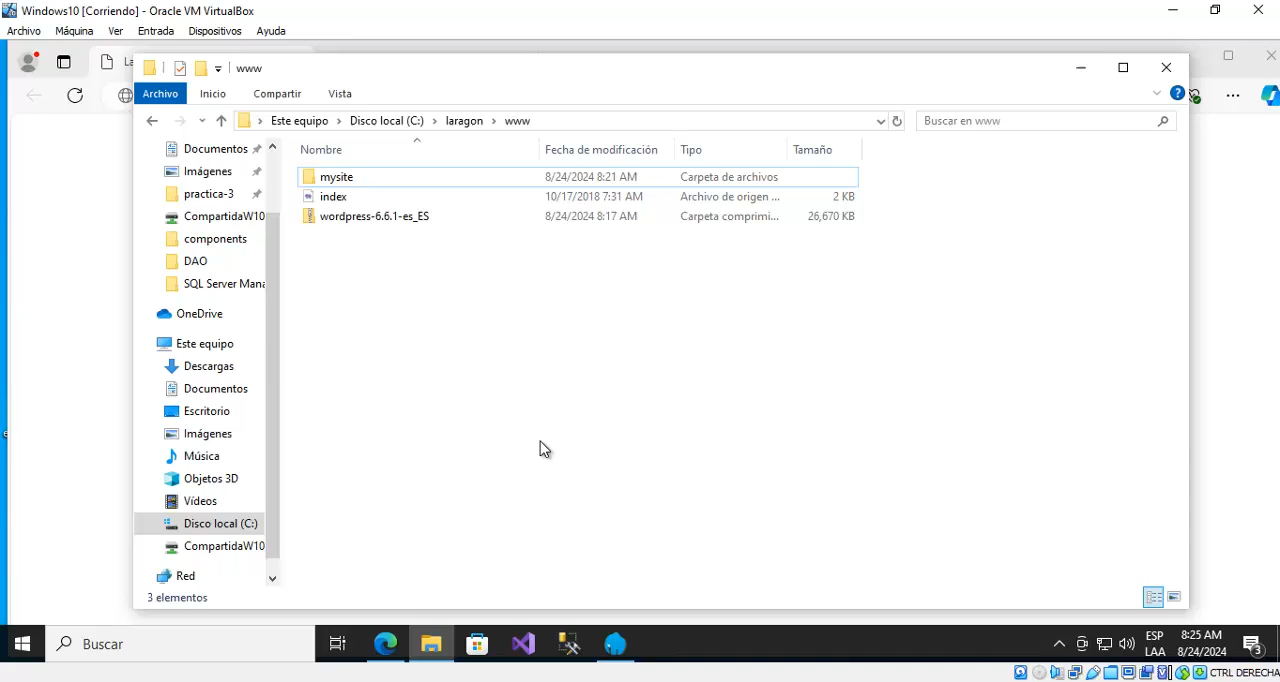 Windows10 [Corriendo] - Oracle VM VirtualBox
Archivo Máquina Ver Entrada Dispositivos Ayuda
La
www
Archivo Inicio Compartir Vista
Este equipo > Disco local (C:) > laragon > www
Buscar en www
Nombre Fecha de modificación Tipo Tamaño
mysite 8/24/2024 8:21 AM Carpeta de archivos
index 10/17/2018 7:31 AM Archivo de origen ... 2 KB
wordpress-6.6.1-es_ES 8/24/2024 8:17 AM Carpeta comprimi... 26,670 KB
Documentos
Imágenes
practica-3
CompartidaW10
components
DAO
SQL Server Mana
OneDrive
Este equipo
Descargas
Documentos
Escritorio
Imágenes
Música
Objetos 3D
Vídeos
Disco local (C:)
CompartidaW10
Red
3 elementos
Buscar
ESP
LAA
8:25 AM
8/24/2024
3
CTRL DERECHA